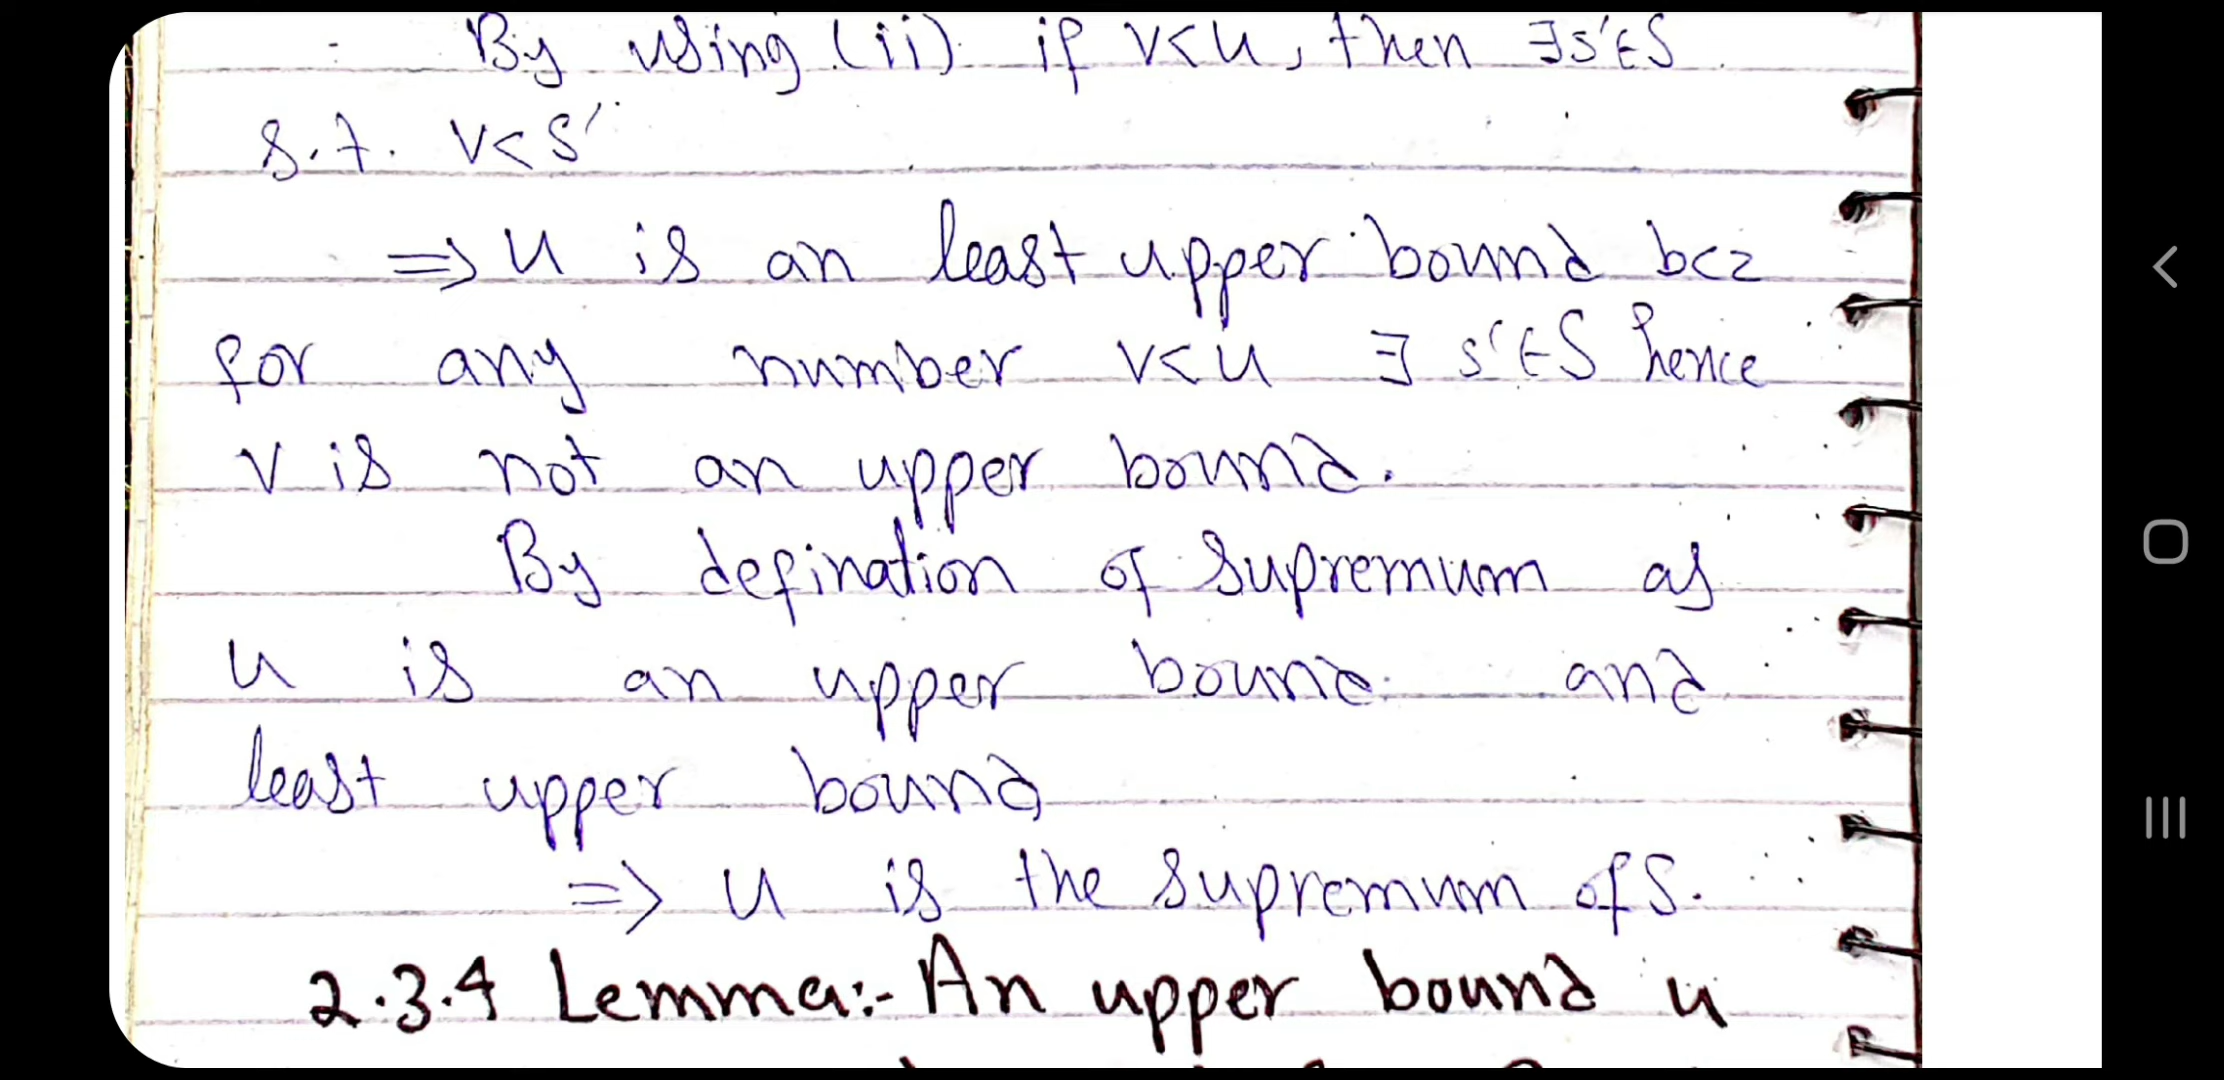 By using (ii) if v<u, then ∃s'∈S
s.t. v<s'
⇒ u is an least upper bound bcz
for any number v<u ∃ s'∈S hence
v is not an upper bound.
By defination of Supremum as
u is an upper bound and
least upper bound
⇒ u is the supremum of S.
2.3.4 Lemma:- An upper bound u